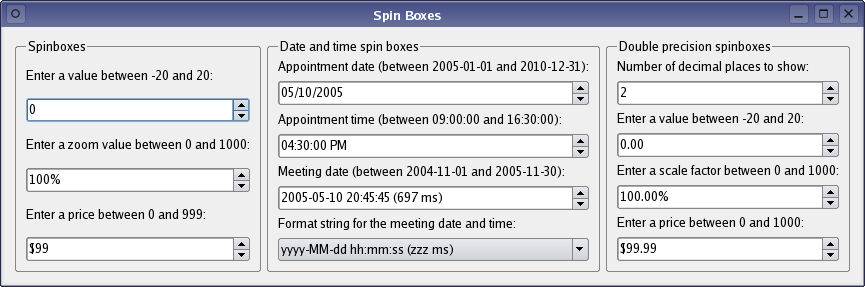 Spin Boxes
Spinboxes
Enter a value between -20 and 20:
0
Enter a zoom value between 0 and 1000:
100%
Enter a price between 0 and 999:
$99
Date and time spin boxes
Appointment date (between 2005-01-01 and 2010-12-31):
05/10/2005
Appointment time (between 09:00:00 and 16:30:00):
04:30:00 PM
Meeting date (between 2004-11-01 and 2005-11-30):
2005-05-10 20:45:45 (697 ms)
Format string for the meeting date and time:
yyyy-MM-dd hh:mm:ss (zzz ms)
Double precision spinboxes
Number of decimal places to show:
2
Enter a value between -20 and 20:
0.00
Enter a scale factor between 0 and 1000:
100.00%
Enter a price between 0 and 1000:
$99.99